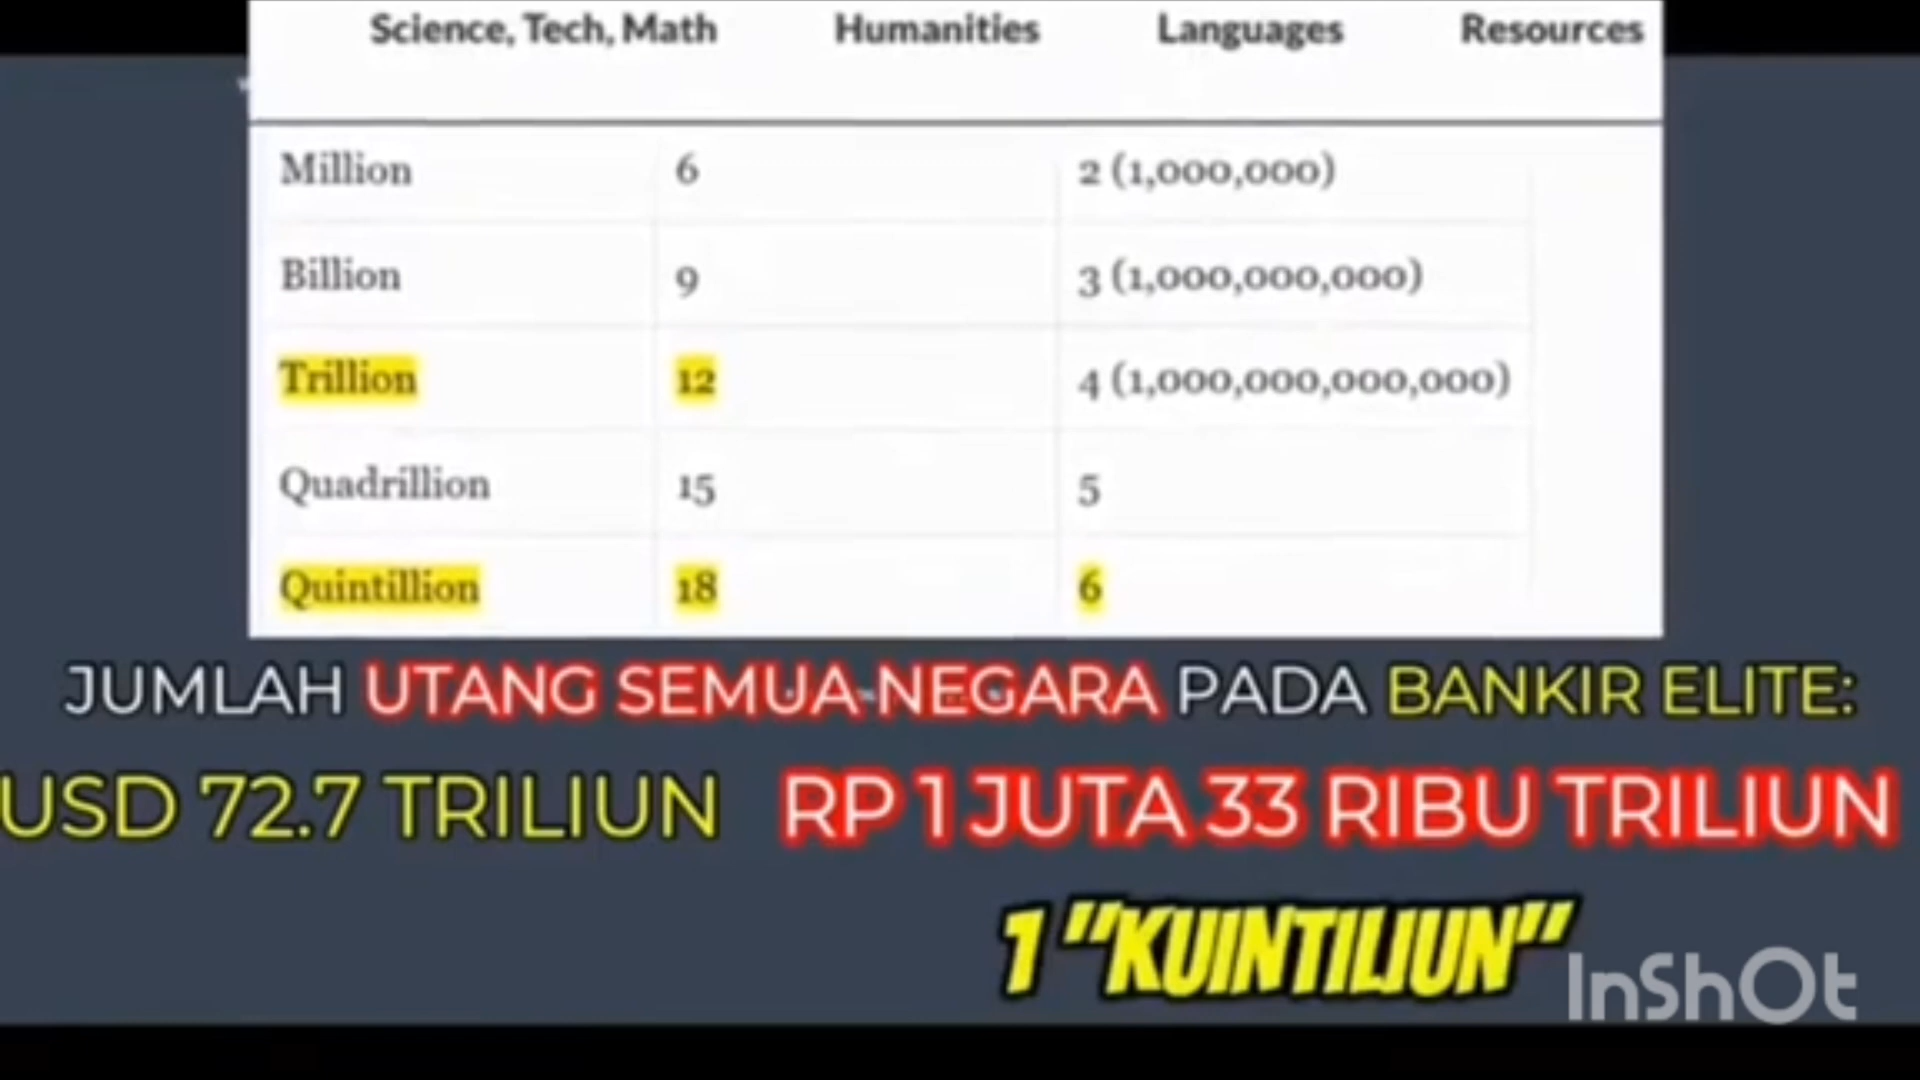 Science, Tech, Math Humanities Languages Resources
Million 6 2 (1,000,000)
Billion 9 3 (1,000,000,000)
Trillion 12 4 (1,000,000,000,000)
Quadrillion 15 5
Quintillion 18 6
JUMLAH UTANG SEMUA NEGARA PADA BANKIR ELITE:
USD 72.7 TRILIUN RP 1 JUTA 33 RIBU TRILIUN
1 "KUINTILIUN"
InShOt